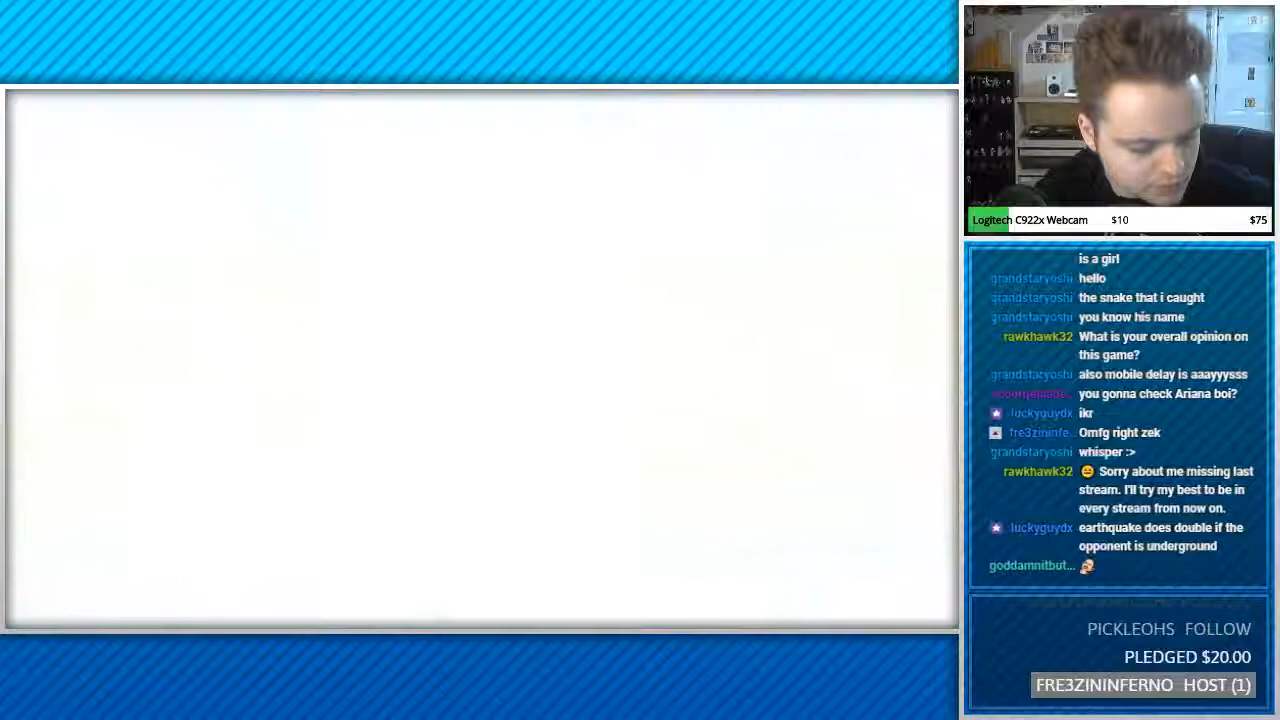 Logitech C922x Webcam $10 $75
is a girl
grandstaryoshi hello
grandstaryoshi the snake that i caught
grandstaryoshi you know his name
rawkhawk32 What is your overall opinion on
this game?
grandstaryoshi also mobile delay is aaayyysss
you gonna check Ariana boi?
luckyguydx ikr
fre3zininfe... Omfg right zek
grandstaryoshi whisper :>
rawkhawk32 Sorry about me missing last
stream. I'll try my best to be in
every stream from now on.
luckyguydx earthquake does double if the
opponent is underground
goddamnitbut...
PICKLEOHS FOLLOW
PLEDGED $20.00
FRE3ZININFERNO HOST (1)